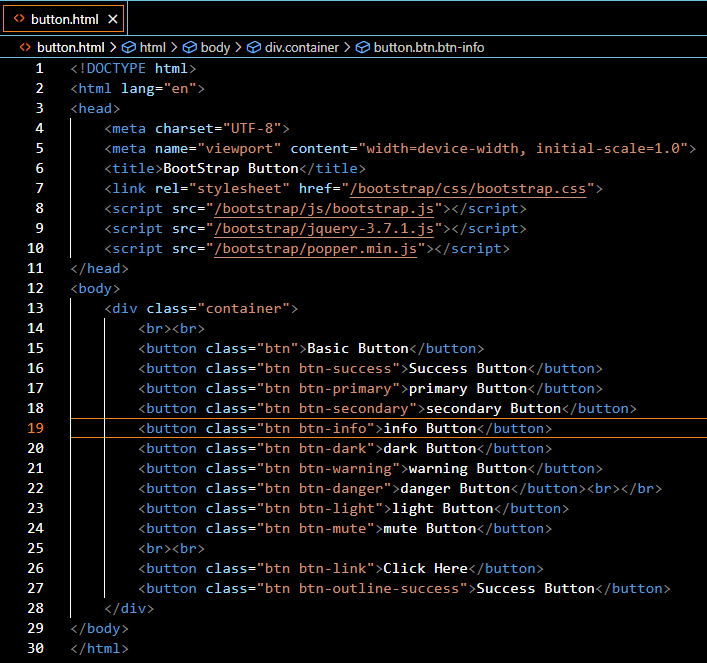 <> button.html ×
<> button.html > html > body > div.container > button.btn.btn-info
1 <!DOCTYPE html>
2 <html lang="en">
3 <head>
4 <meta charset="UTF-8">
5 <meta name="viewport" content="width=device-width, initial-scale=1.0">
6 <title>BootStrap Button</title>
7 <link rel="stylesheet" href="/bootstrap/css/bootstrap.css">
8 <script src="/bootstrap/js/bootstrap.js"></script>
9 <script src="/bootstrap/jquery-3.7.1.js"></script>
10 <script src="/bootstrap/popper.min.js"></script>
11 </head>
12 <body>
13 <div class="container">
14 <br><br>
15 <button class="btn">Basic Button</button>
16 <button class="btn btn-success">Success Button</button>
17 <button class="btn btn-primary">primary Button</button>
18 <button class="btn btn-secondary">secondary Button</button>
19 <button class="btn btn-info">info Button</button>
20 <button class="btn btn-dark">dark Button</button>
21 <button class="btn btn-warning">warning Button</button>
22 <button class="btn btn-danger">danger Button</button><br></br>
23 <button class="btn btn-light">light Button</button>
24 <button class="btn btn-mute">mute Button</button>
25 <br><br>
26 <button class="btn btn-link">Click Here</button>
27 <button class="btn btn-outline-success">Success Button</button>
28 </div>
29 </body>
30 </html>